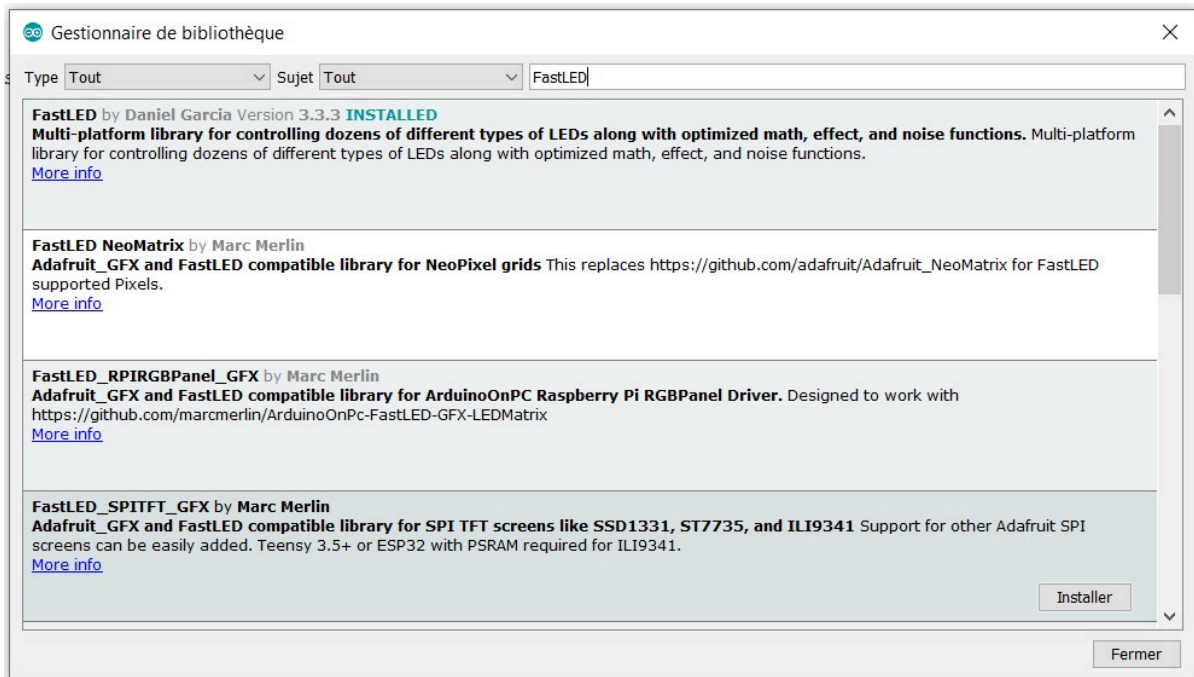 Gestionnaire de bibliothèque
Type Tout Sujet Tout FastLED
FastLED by Daniel Garcia Version 3.3.3 INSTALLED
Multi-platform library for controlling dozens of different types of LEDs along with optimized math, effect, and noise functions. Multi-platform
library for controlling dozens of different types of LEDs along with optimized math, effect, and noise functions.
More info
FastLED NeoMatrix by Marc Merlin
Adafruit_GFX and FastLED compatible library for NeoPixel grids This replaces https://github.com/adafruit/Adafruit_NeoMatrix for FastLED
supported Pixels.
More info
FastLED_RPIRGBPanel_GFX by Marc Merlin
Adafruit_GFX and FastLED compatible library for ArduinoOnPC Raspberry Pi RGBPanel Driver. Designed to work with
https://github.com/marcmerlin/ArduinoOnPc-FastLED-GFX-LEDMatrix
More info
FastLED_SPITFT_GFX by Marc Merlin
Adafruit_GFX and FastLED compatible library for SPI TFT screens like SSD1331, ST7735, and ILI9341 Support for other Adafruit SPI
screens can be easily added. Teensy 3.5+ or ESP32 with PSRAM required for ILI9341.
More info
Installer
Fermer